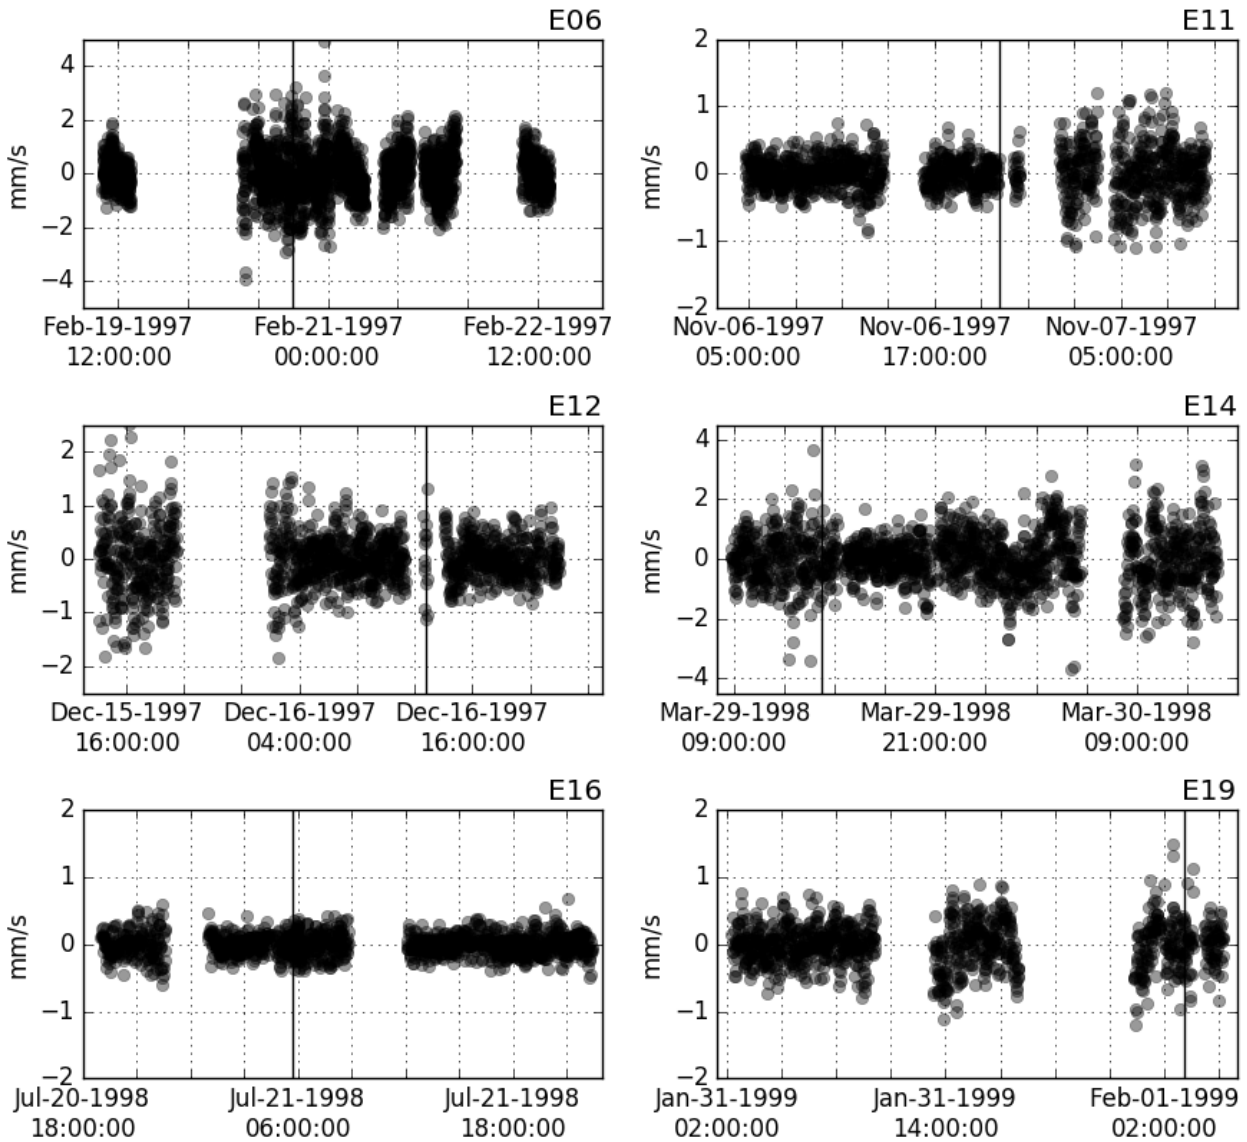 E06
4
2
0
−2
−4
mm/s
Feb-19-1997 Feb-21-1997 Feb-22-1997
12:00:00 00:00:00 12:00:00
E11
2
1
0
−1
−2
mm/s
Nov-06-1997 Nov-06-1997 Nov-07-1997
05:00:00 17:00:00 05:00:00
E12
2
1
0
−1
−2
mm/s
Dec-15-1997 Dec-16-1997 Dec-16-1997
16:00:00 04:00:00 16:00:00
E14
4
2
0
−2
−4
mm/s
Mar-29-1998 Mar-29-1998 Mar-30-1998
09:00:00 21:00:00 09:00:00
E16
2
1
0
−1
−2
mm/s
Jul-20-1998 Jul-21-1998 Jul-21-1998
18:00:00 06:00:00 18:00:00
E19
2
1
0
−1
−2
mm/s
Jan-31-1999 Jan-31-1999 Feb-01-1999
02:00:00 14:00:00 02:00:00